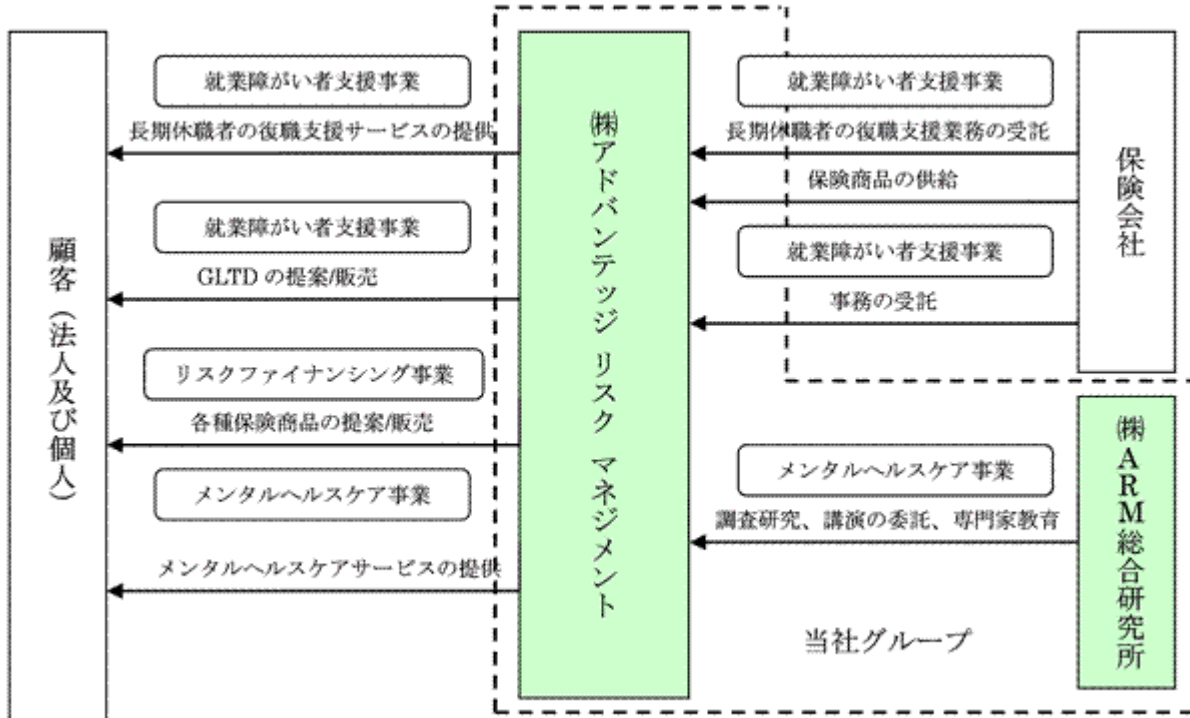 顧客（法人及び個人）
就業障がい者支援事業
長期休職者の復職支援サービスの提供
就業障がい者支援事業
GLTD の提案/販売
リスクファイナンシング事業
各種保険商品の提案/販売
メンタルヘルスケア事業
メンタルヘルスケアサービスの提供
㈱アドバンテッジ リスク マネジメント
就業障がい者支援事業
長期休職者の復職支援業務の受託
保険商品の供給
就業障がい者支援事業
事務の受託
保険会社
メンタルヘルスケア事業
調査研究、講演の委託、専門家教育
㈱ARM総合研究所
当社グループ